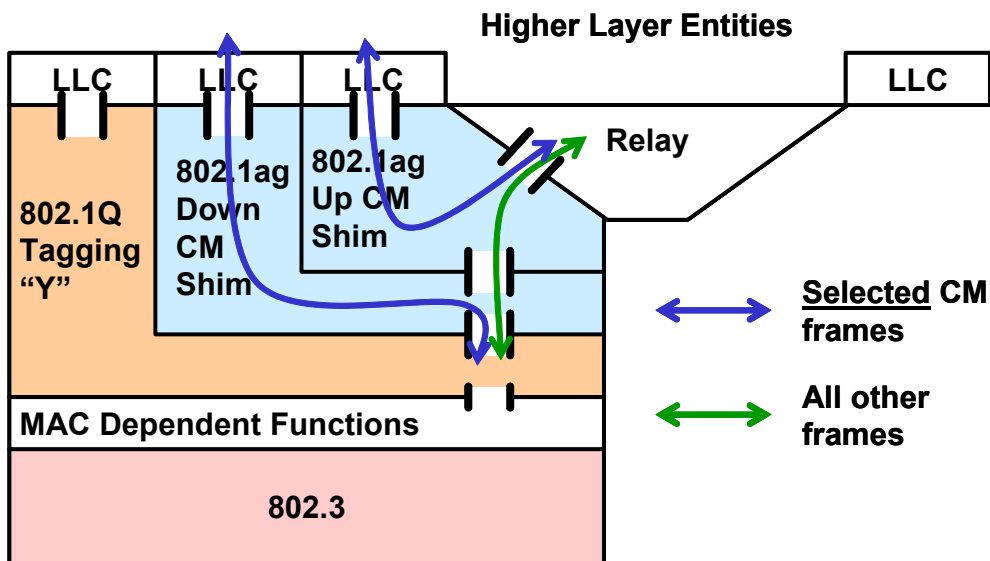 Higher Layer Entities
LLC
LLC
LLC
LLC
Relay
802.1Q
Tagging
“Y”
802.1ag
Down
CM
Shim
802.1ag
Up CM
Shim
Selected CM
frames
All other
frames
MAC Dependent Functions
802.3